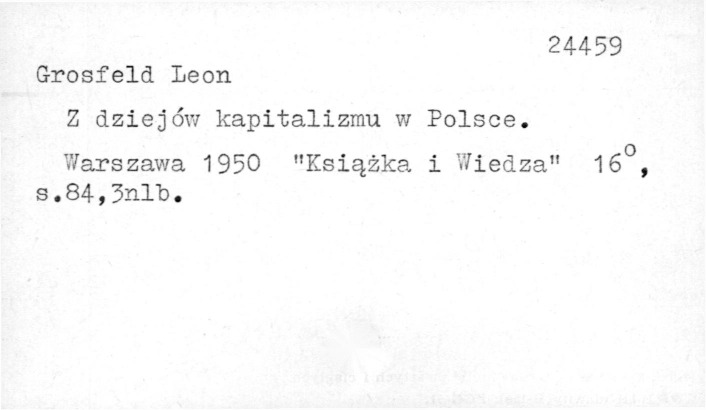 24459
Grosfeld Leon
Z dziejów kapitalizmu w Polsce.
Warszawa 1950 "Książka i Wiedza" 16°,
s.84,3nlb.